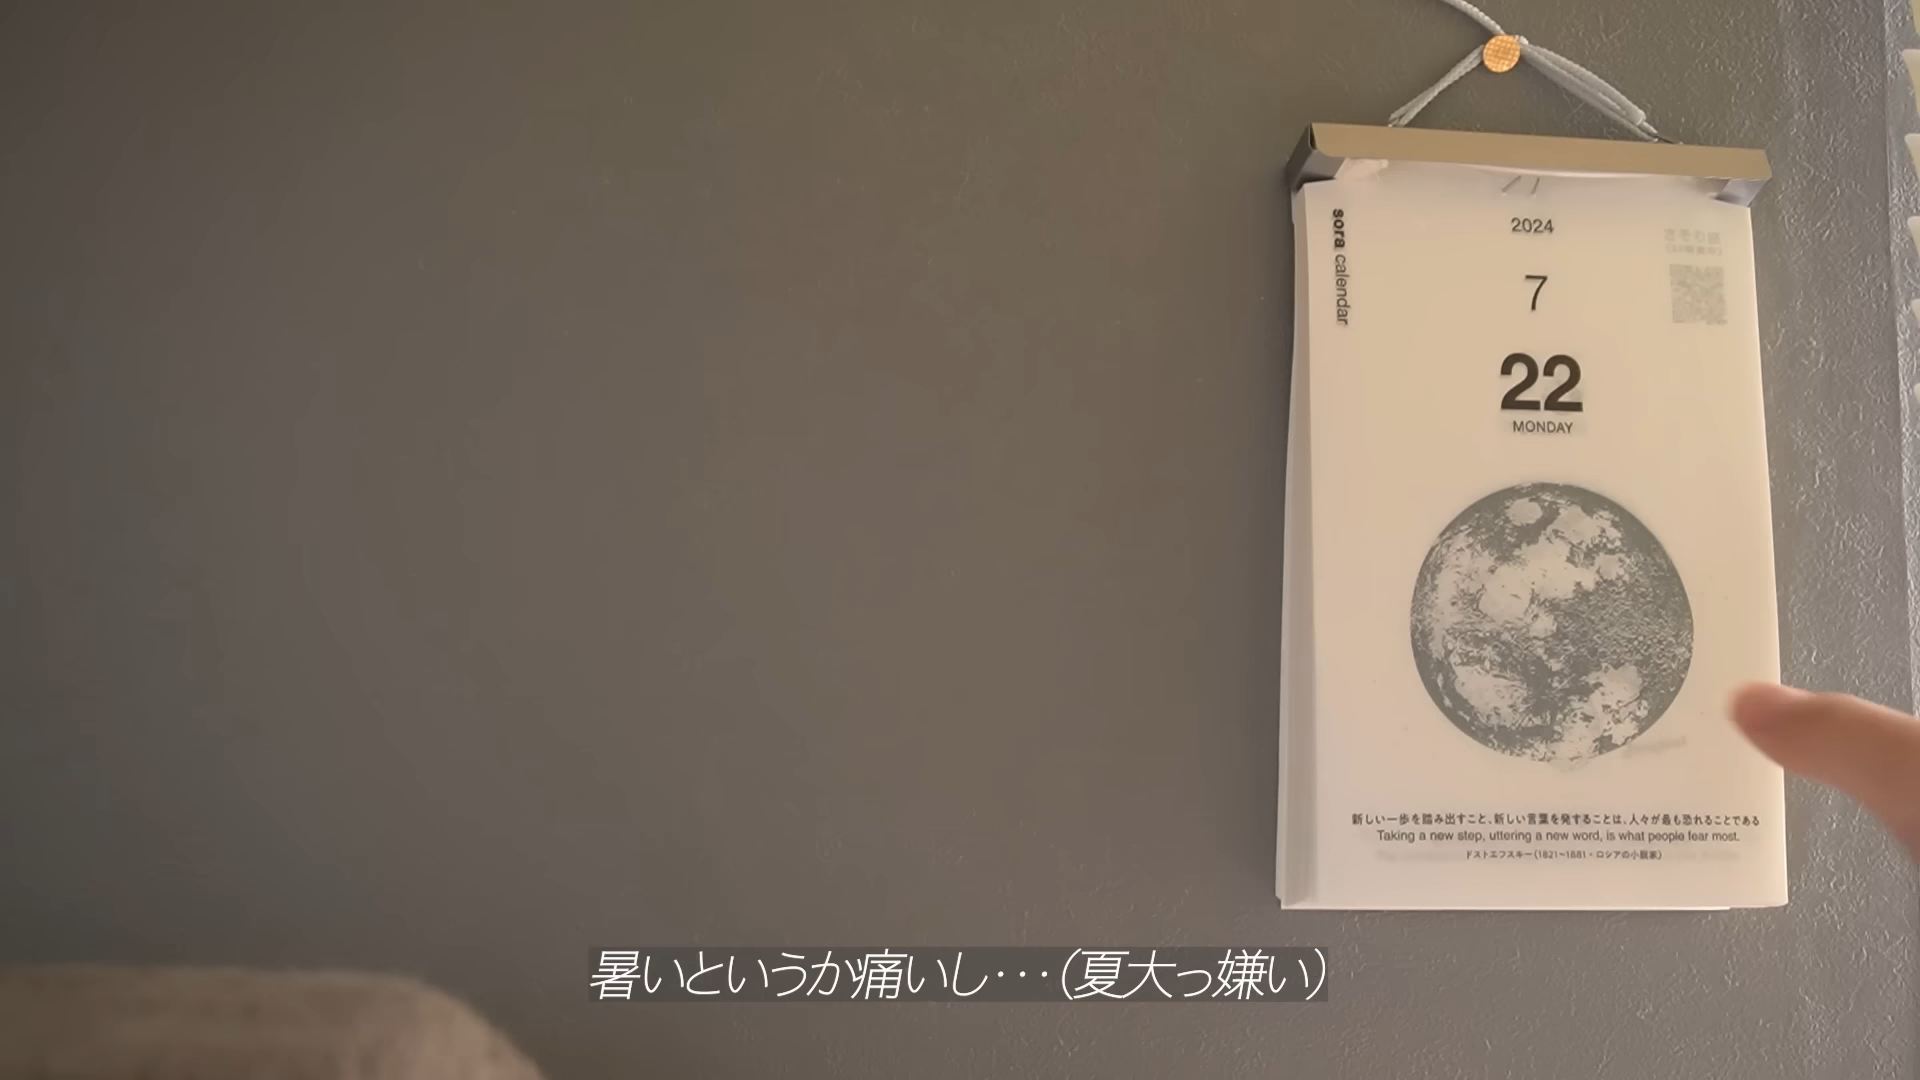 sora calendar
2024
7
22
MONDAY
新しい一歩を踏み出すこと、新しい言葉を発することは、人々が最も恐れることである
Taking a new step, uttering a new word, is what people fear most.
ドストエフスキー(1821~1881・ロシアの小説家)
暑いというか痛いし･･･(夏大っ嫌い)